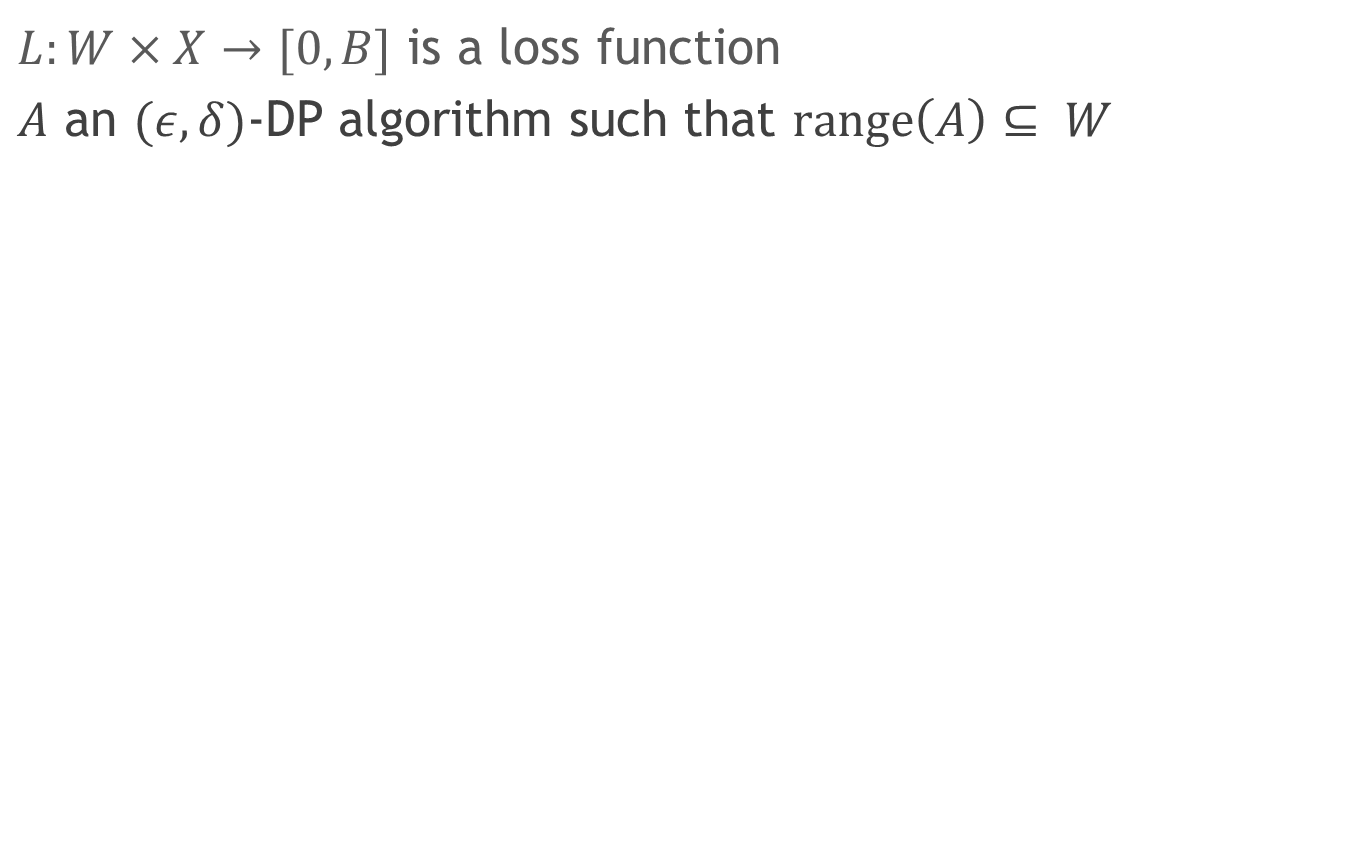 L: W × X → [0, B] is a loss function
A an (ϵ, δ)-DP algorithm such that range(A) ⊆ W